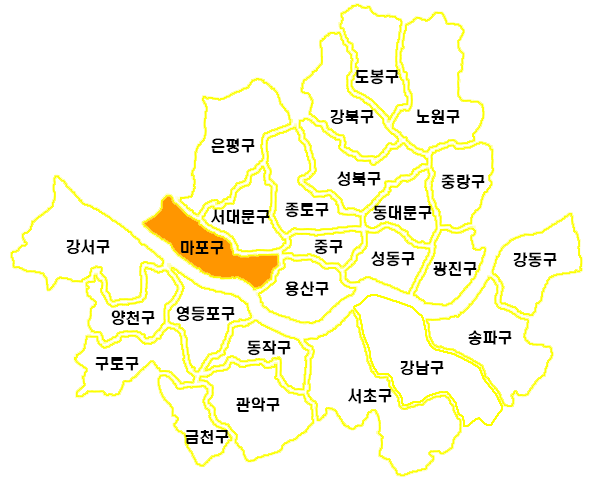 도봉구
강북구
노원구
은평구
성북구
중랑구
서대문구
종로구
동대문구
마포구
중구
강서구
성동구
광진구
강동구
용산구
양천구
영등포구
송파구
동작구
구토구
강남구
서초구
관악구
금천구